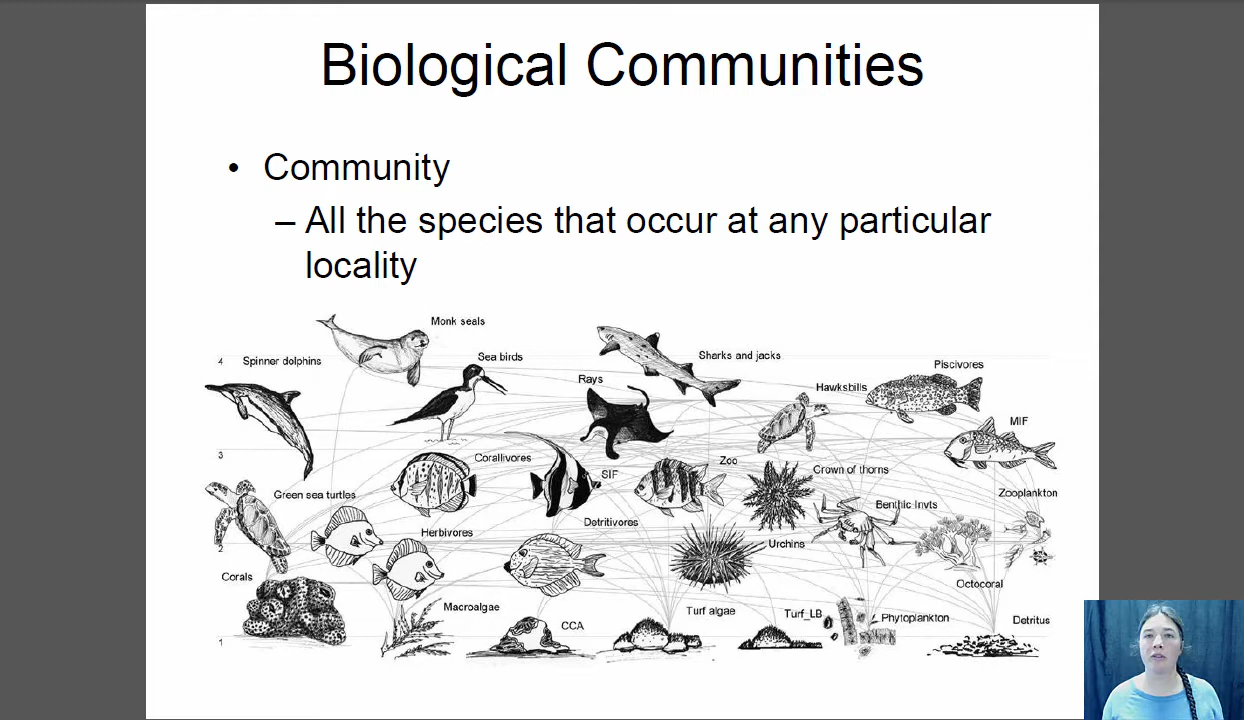 Biological Communities
• Community
– All the species that occur at any particular
locality
Monk seals
4
Spinner dolphins
Sea birds
Sharks and jacks
Piscivores
Rays
Hawksbills
MIF
3
Corallivores
SIF
Zoo
Crown of thorns
Green sea turtles
Zooplankton
Benthic Invts
Detritivores
Herbivores
Urchins
2
Corals
Octocoral
Macroalgae
Turf algae
Turf_LB
Phytoplankton
CCA
Detritus
1